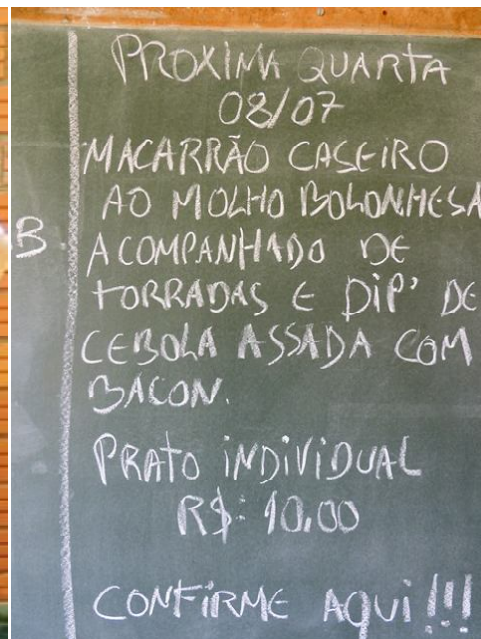 PROXIMA QUARTA
08/07
MACARRÃO CASEIRO
AO MOLHO BOLONHESA
B.
ACOMPANHADO DE
TORRADAS E DIP' DE
CEBOLA ASSADA COM
BACON.
PRATO INDIVIDUAL
R$: 10.00
CONFIRME AQUI!!!